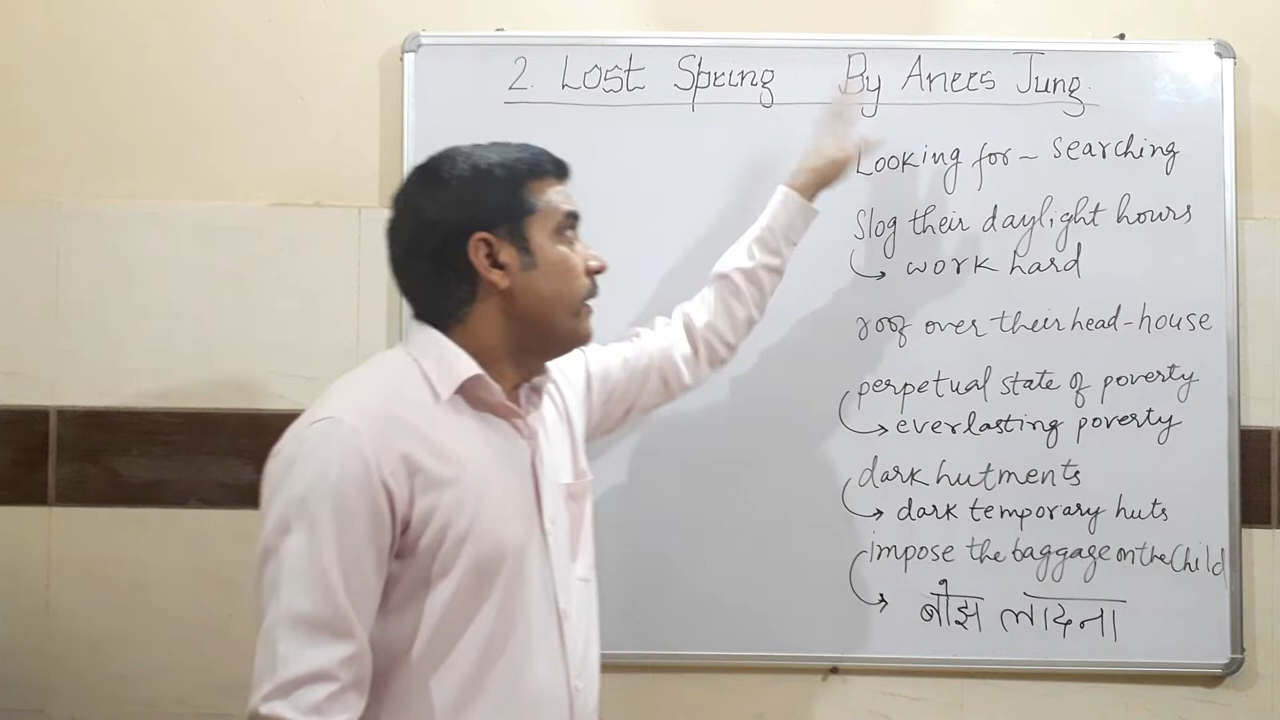 2. Lost Spring By Anees Jung.
Looking for - searching
Slog their daylight hours
↳ work hard
roof over their head - house
perpetual state of poverty
↳ everlasting poverty
dark hutments
↳ dark temporary huts
impose the baggage on the Child
↳ बोझ लादना